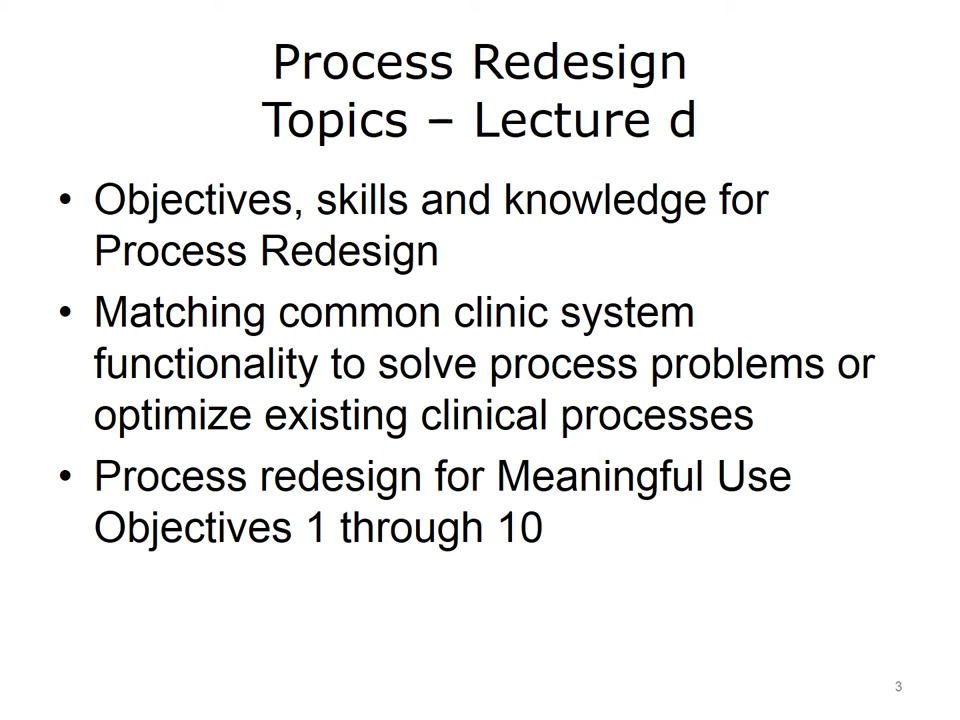 Process Redesign
Topics – Lecture d
• Objectives, skills and knowledge for
Process Redesign
• Matching common clinic system
functionality to solve process problems or
optimize existing clinical processes
• Process redesign for Meaningful Use
Objectives 1 through 10
3